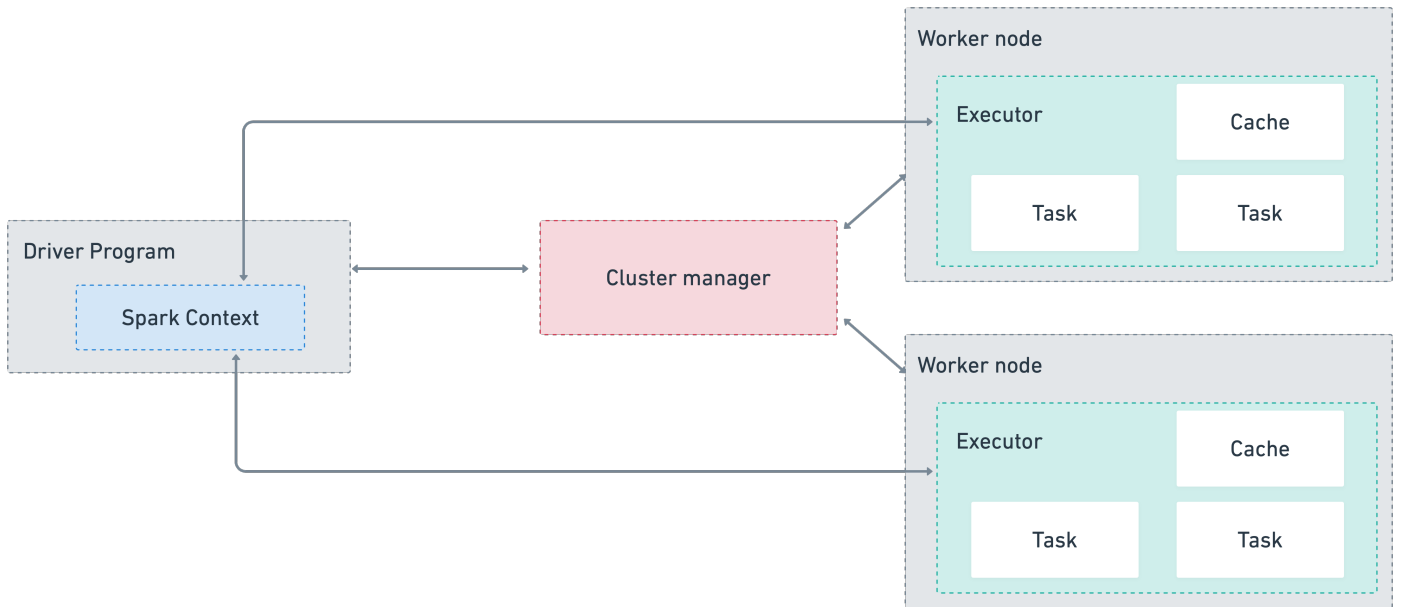 Worker node
Executor
Cache
Task
Task
Driver Program
Spark Context
Cluster manager
Worker node
Executor
Cache
Task
Task